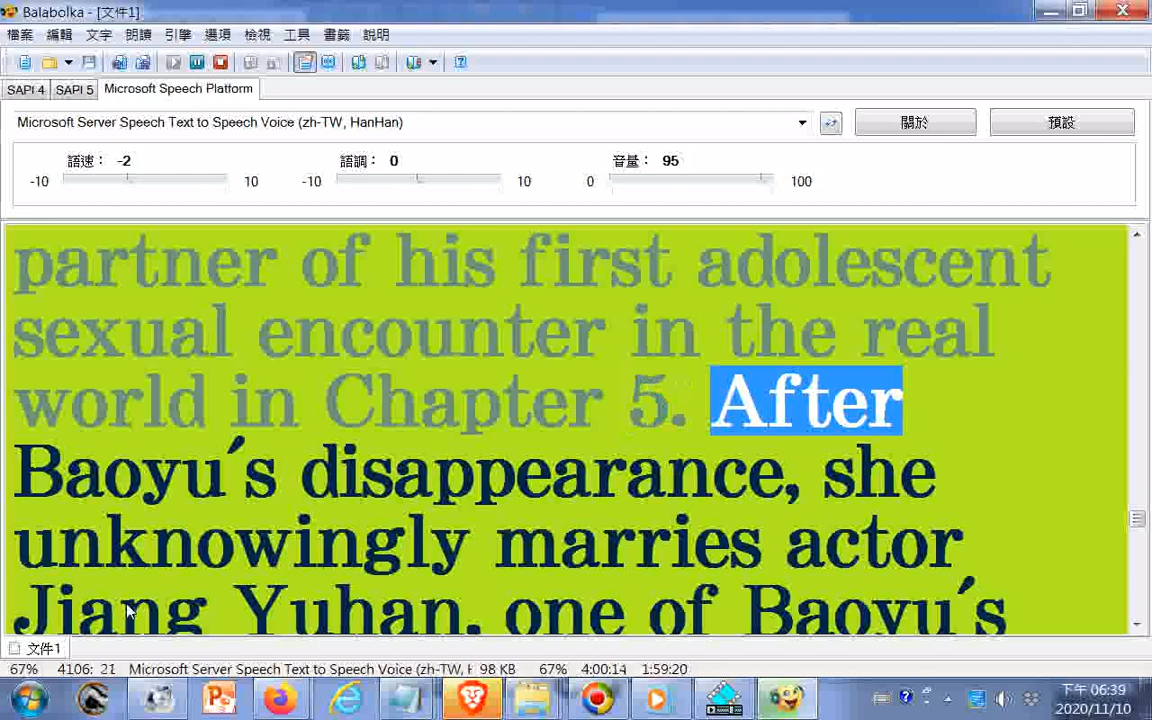 Balabolka - [文件1]
檔案 編輯 文字 朗讀 引擎 選項 檢視 工具 書籤 說明
SAPI 4 SAPI 5 Microsoft Speech Platform
Microsoft Server Speech Text to Speech Voice (zh-TW, HanHan) 關於 預設
語速： -2 語調： 0 音量： 95
-10 10 -10 10 0 100
partner of his first adolescent
sexual encounter in the real
world in Chapter 5. After
Baoyu´s disappearance, she
unknowingly marries actor
Jiang Yuhan, one of Baoyu´s
文件1
67% 4106: 21 Microsoft Server Speech Text to Speech Voice (zh-TW, H 98 KB 67% 4:00:14 1:59:20
下午 06:39
2020/11/10